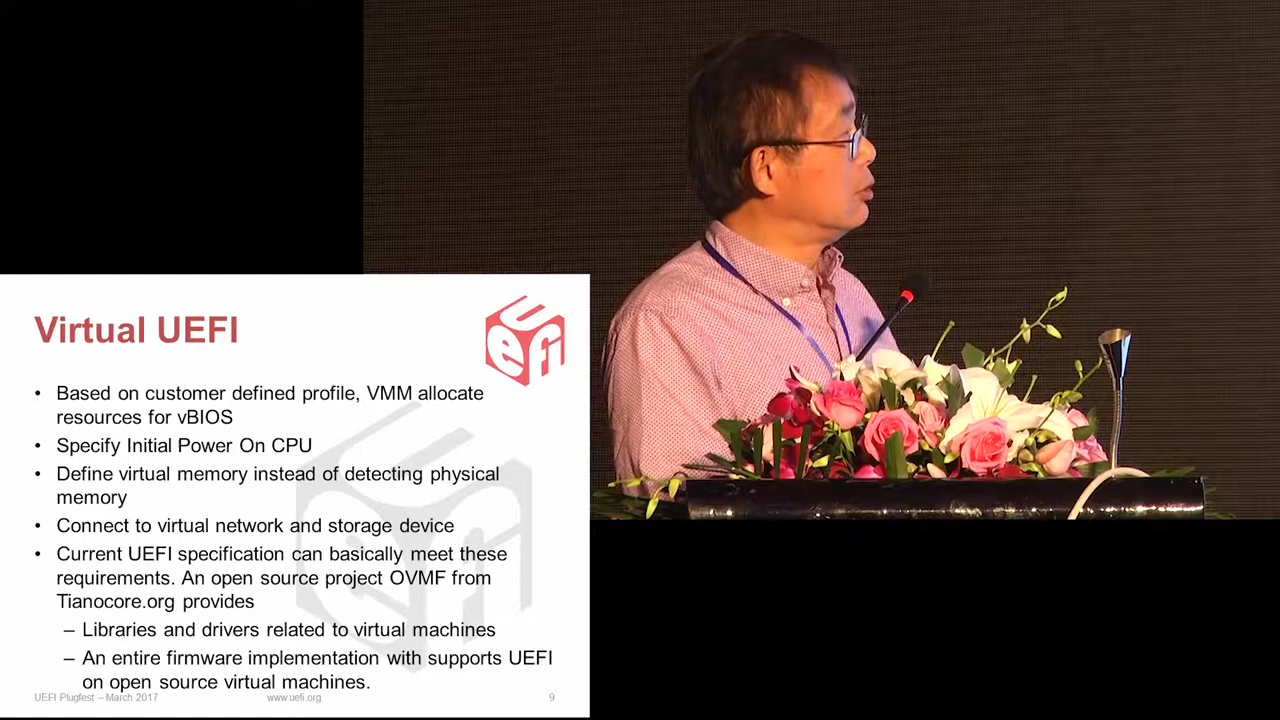 Virtual UEFI
UEFI
• Based on customer defined profile, VMM allocate
resources for vBIOS
• Specify Initial Power On CPU
• Define virtual memory instead of detecting physical
memory
• Connect to virtual network and storage device
• Current UEFI specification can basically meet these
requirements. An open source project OVMF from
Tianocore.org provides
– Libraries and drivers related to virtual machines
– An entire firmware implementation with supports UEFI
on open source virtual machines.
UEFI Plugfest – March 2017 www.uefi.org 9